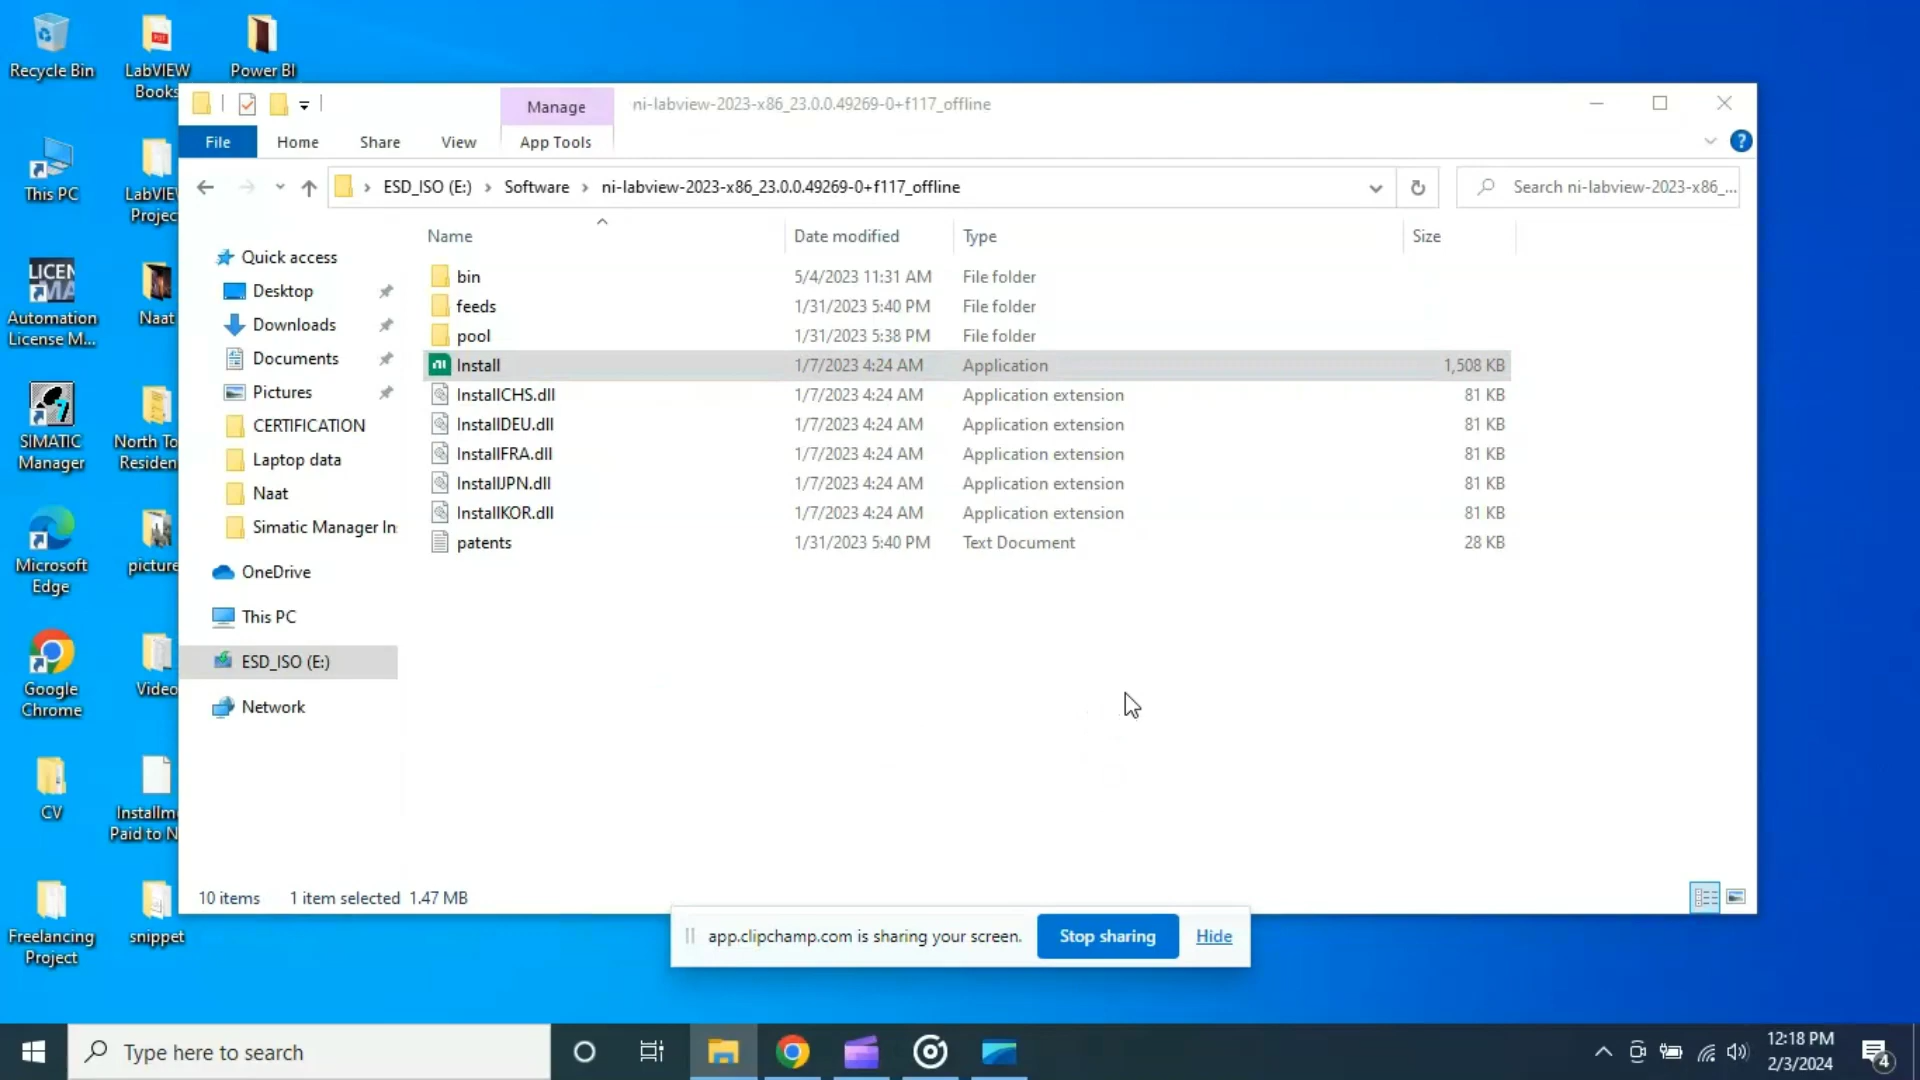 Recycle Bin
LabVIEW
Books
Power BI
This PC
LabVIEW
Projec
LICEN
MA
Automation
License M...
Naat
SIMATIC
Manager
North To
Residen
Microsoft
Edge
picture
Google
Chrome
Video
CV
Installm
Paid to N
Freelancing
Project
snippet
Manage
ni-labview-2023-x86_23.0.0.49269-0+f117_offline
File
Home
Share
View
App Tools
ESD_ISO (E:) › Software › ni-labview-2023-x86_23.0.0.49269-0+f117_offline
Search ni-labview-2023-x86_...
Name Date modified Type Size
Quick access
Desktop
Downloads
Documents
Pictures
CERTIFICATION
Laptop data
Naat
Simatic Manager In
OneDrive
This PC
ESD_ISO (E:)
Network
bin 5/4/2023 11:31 AM File folder
feeds 1/31/2023 5:40 PM File folder
pool 1/31/2023 5:38 PM File folder
Install 1/7/2023 4:24 AM Application 1,508 KB
InstallCHS.dll 1/7/2023 4:24 AM Application extension 81 KB
InstallDEU.dll 1/7/2023 4:24 AM Application extension 81 KB
InstallFRA.dll 1/7/2023 4:24 AM Application extension 81 KB
InstallJPN.dll 1/7/2023 4:24 AM Application extension 81 KB
InstallKOR.dll 1/7/2023 4:24 AM Application extension 81 KB
patents 1/31/2023 5:40 PM Text Document 28 KB
10 items 1 item selected 1.47 MB
app.clipchamp.com is sharing your screen. Stop sharing Hide
Type here to search
12:18 PM
2/3/2024
4